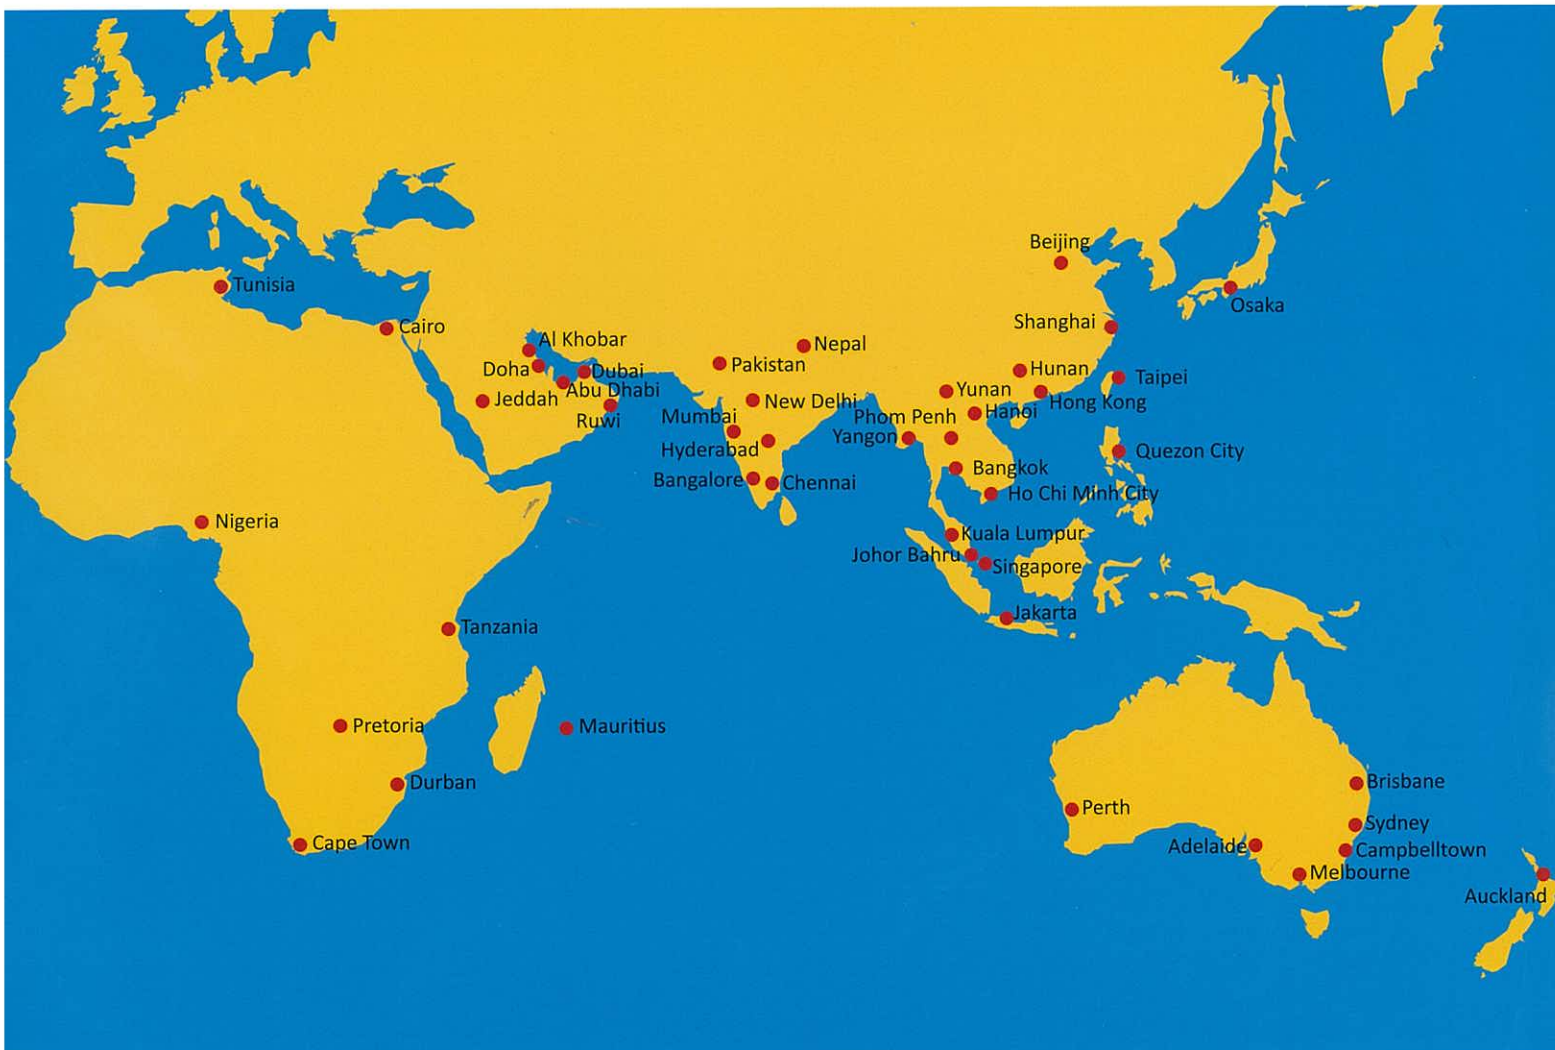 Beijing
Tunisia
Osaka
Shanghai
Cairo
Al Khobar
Nepal
Doha
Dubai
Pakistan
Hunan
Taipei
Abu Dhabi
Yunan
Jeddah
New Delhi
Hong Kong
Hanoi
Mumbai
Phom Penh
Ruwi
Yangon
Hyderabad
Quezon City
Bangkok
Bangalore
Chennai
Ho Chi Minh City
Nigeria
Kuala Lumpur
Johor Bahru
Singapore
Jakarta
Tanzania
Pretoria
Mauritius
Durban
Brisbane
Perth
Sydney
Cape Town
Adelaide
Campbelltown
Melbourne
Auckland